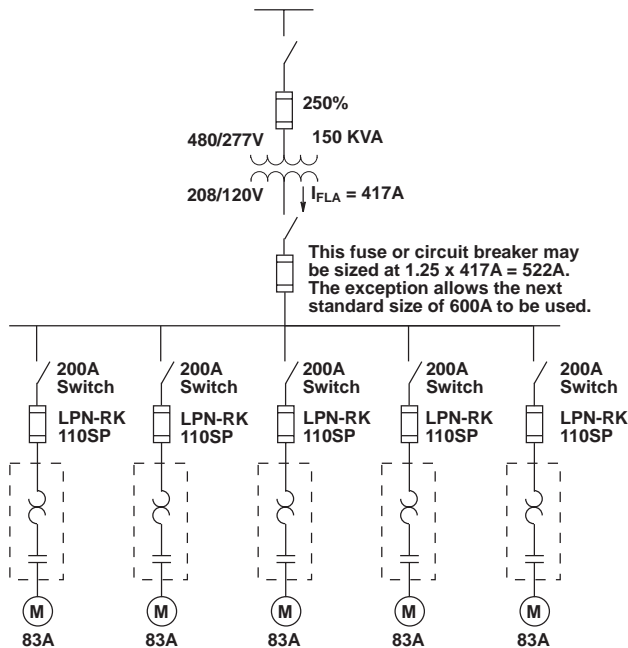 250%
480/277V 150 KVA
208/120V I_FLA = 417A
This fuse or circuit breaker may
be sized at 1.25 x 417A = 522A.
The exception allows the next
standard size of 600A to be used.
200A 200A 200A 200A 200A
Switch Switch Switch Switch Switch
LPN-RK LPN-RK LPN-RK LPN-RK LPN-RK
110SP 110SP 110SP 110SP 110SP
M M M M M
83A 83A 83A 83A 83A